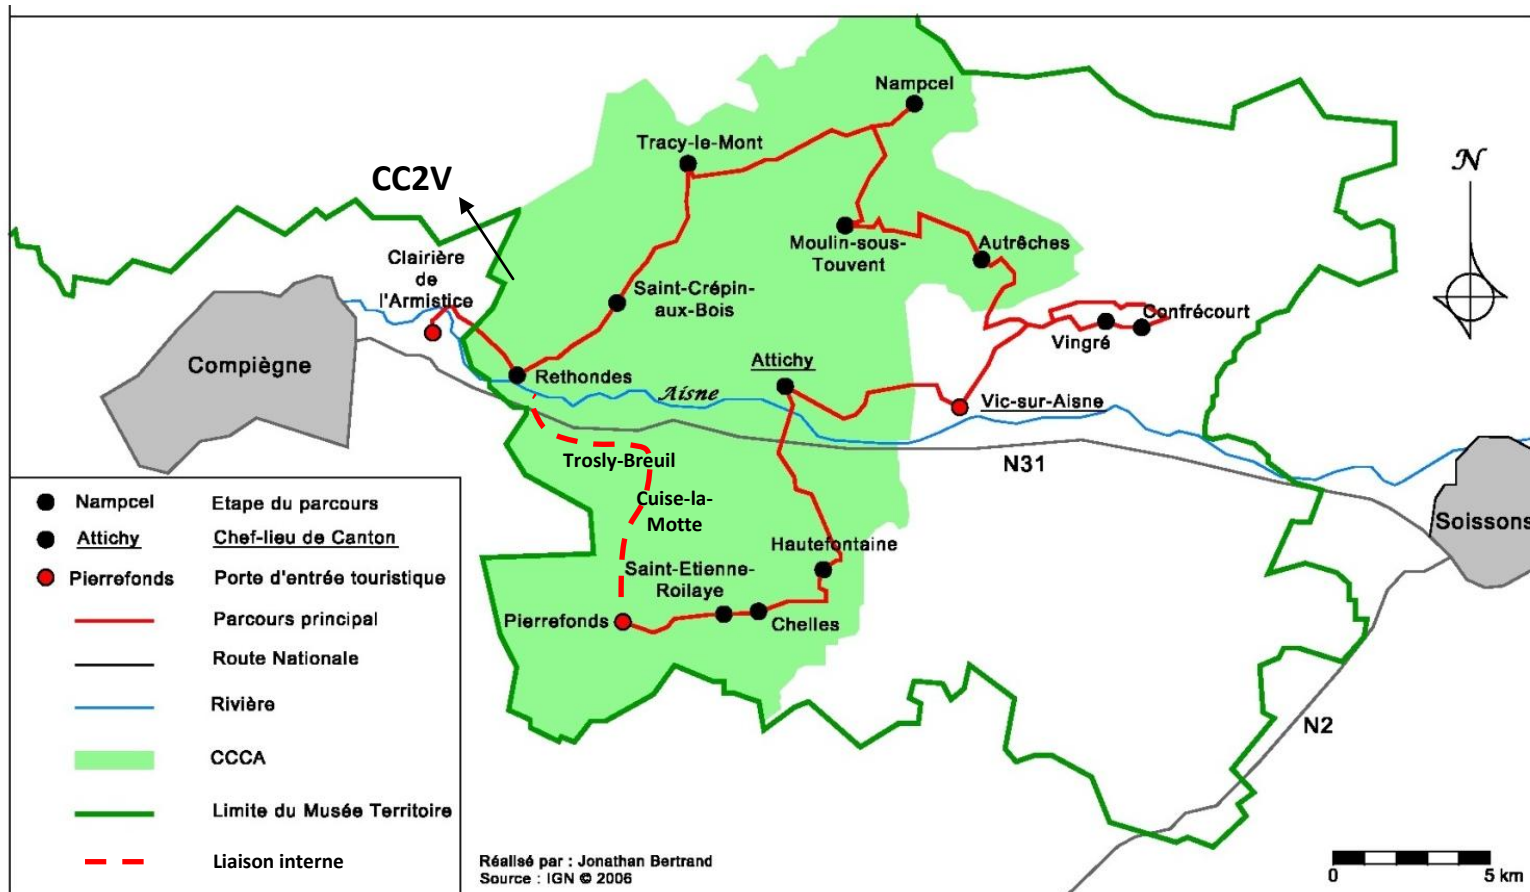 Nampcel
Tracy-le-Mont
CC2V
N
Moulin-sous-
Touvent
Autrêches
Clairière
de
l'Armistice
Saint-Crépin-
aux-Bois
Confrécourt
Vingré
Compiègne
Rethondes
Attichy
Aisne
Vic-sur-Aisne
N31
Trosly-Breuil
Cuise-la-
Motte
Soissons
Hautefontaine
Saint-Etienne-
Roilaye
Pierrefonds
Chelles
N2
Nampcel Etape du parcours
Attichy Chef-lieu de Canton
Pierrefonds Porte d'entrée touristique
Parcours principal
Route Nationale
Rivière
CCCA
Limite du Musée Territoire
Liaison interne
Réalisé par : Jonathan Bertrand
Source : IGN © 2006
0 5 km